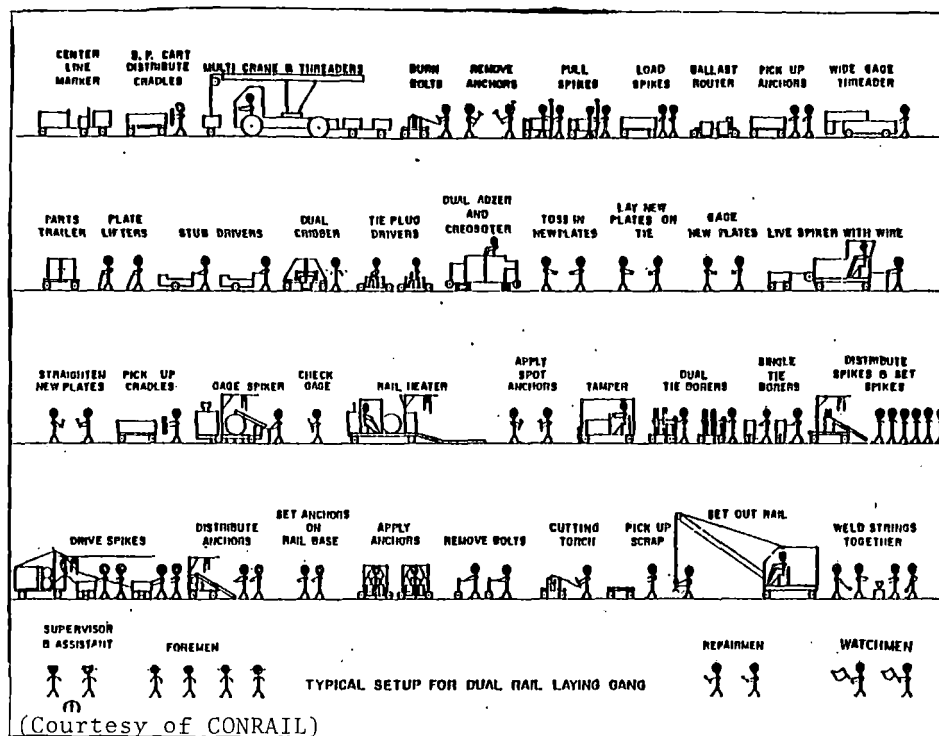 CENTER
LINE
MARKER
B. P. CART
DISTRIBUTE
CRADLES
MULTI CRANE & THREADERS
BURN
BOLTS
REMOVE
ANCHORS
PULL
SPIKES
LOAD
SPIKES
BALLAST
ROUTER
PICK UP
ANCHORS
WIDE GAGE
THREADER
PARTS
TRAILER
PLATE
LIFTERS
STUB DRIVERS
DUAL
CRIBBER
TIE PLUG
DRIVERS
DUAL ADZER
AND
CREOSOTER
TOSS IN
NEW PLATES
LAY NEW
PLATES ON
TIE
GAGE
NEW PLATES
LIVE SPIKER WITH WIRE
STRAIGHTEN
NEW PLATES
PICK UP
CRADLES
GAGE SPIKER
CHECK
GAGE
RAIL HEATER
APPLY
SPOT
ANCHORS
TAMPER
DUAL
TIE BORERS
SINGLE
TIE
BORERS
DISTRIBUTE
SPIKES & SET
SPIKES
DRIVE SPIKES
DISTRIBUTE
ANCHORS
SET ANCHORS
ON
RAIL BASE
APPLY
ANCHORS
REMOVE BOLTS
CUTTING
TORCH
PICK UP
SCRAP
SET OUT RAIL
WELD STRINGS
TOGETHER
SUPERVISOR
& ASSISTANT
FOREMEN
TYPICAL SETUP FOR DUAL RAIL LAYING GANG
REPAIRMEN
WATCHMEN
(Courtesy of CONRAIL)